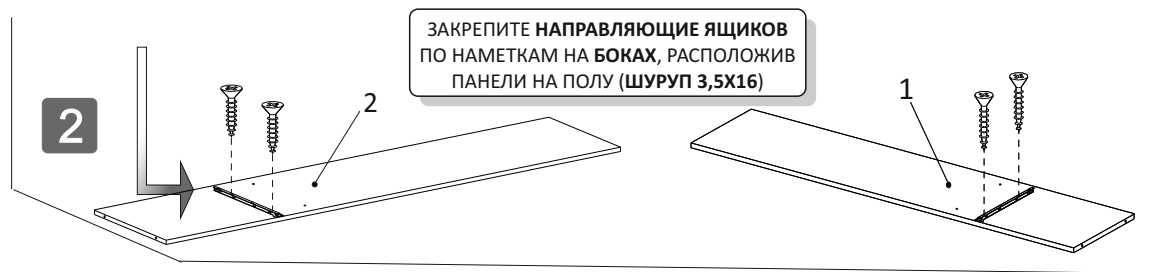 ЗАКРЕПИТЕ НАПРАВЛЯЮЩИЕ ЯЩИКОВ
ПО НАМЕТКАМ НА БОКАХ, РАСПОЛОЖИВ
ПАНЕЛИ НА ПОЛУ (ШУРУП 3,5Х16)
2
2
1